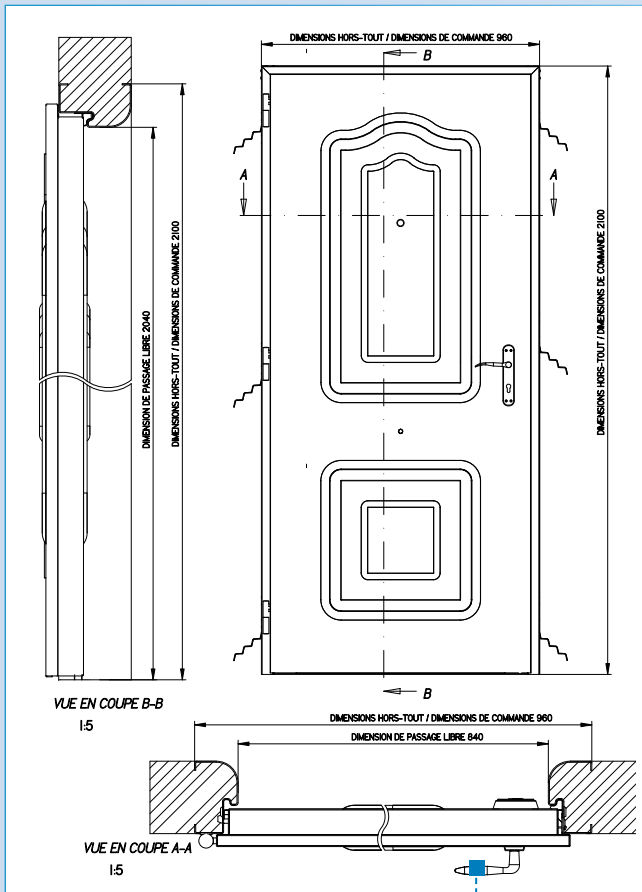 DIMENSIONS HORS-TOUT / DIMENSIONS DE COMMANDE 960
B
A
A
DIMENSION DE PASSAGE LIBRE 2040
DIMENSIONS HORS-TOUT / DIMENSIONS DE COMMANDE 2100
DIMENSIONS HORS-TOUT / DIMENSIONS DE COMMANDE 2100
B
VUE EN COUPE B-B
1:5
DIMENSIONS HORS-TOUT / DIMENSIONS DE COMMANDE 960
DIMENSION DE PASSAGE LIBRE 840
VUE EN COUPE A-A
1:5